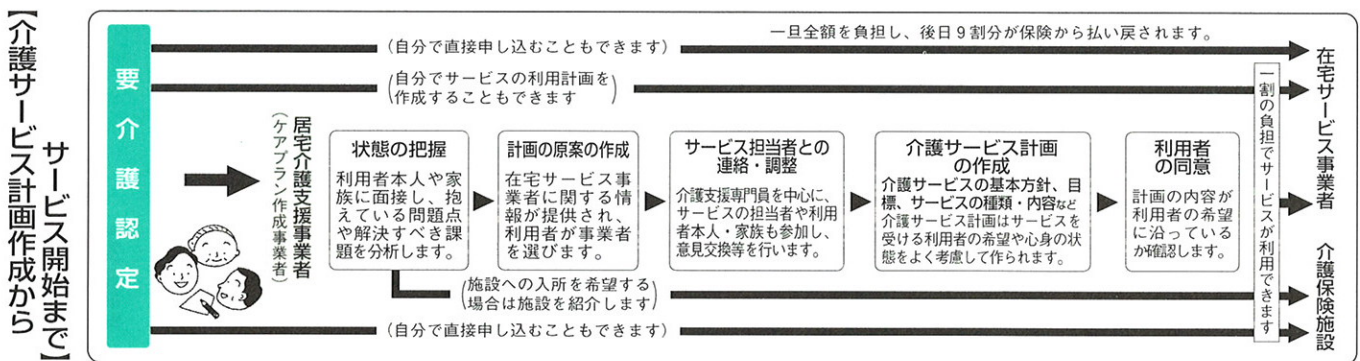 【介護サービス計画作成から
サービス開始まで】
要介護認定
(自分で直接申し込むこともできます)
一旦全額を負担し、後日9割分が保険から払い戻されます。
(自分でサービスの利用計画を
作成することもできます)
居宅介護支援事業者
(ケアプラン作成事業者)
状態の把握
利用者本人や家
族に面接し、抱
えている問題点
や解決すべき課
題を分析します。
計画の原案の作成
在宅サービス事
業者に関する情
報が提供され、
利用者が事業者
を選びます。
サービス担当者との
連絡・調整
介護支援専門員を中心に、
サービスの担当者や利用
者本人・家族も参加し、
意見交換等を行います。
介護サービス計画
の作成
介護サービスの基本方針、目
標、サービスの種類・内容など
介護サービス計画はサービスを
受ける利用者の希望や心身の状
態をよく考慮して作られます。
利用者
の同意
計画の内容が
利用者の希望
に沿っている
か確認します。
(施設への入所を希望する
場合は施設を紹介します)
(自分で直接申し込むこともできます)
一割の負担でサービスが利用できます
在宅サービス事業者
介護保険施設